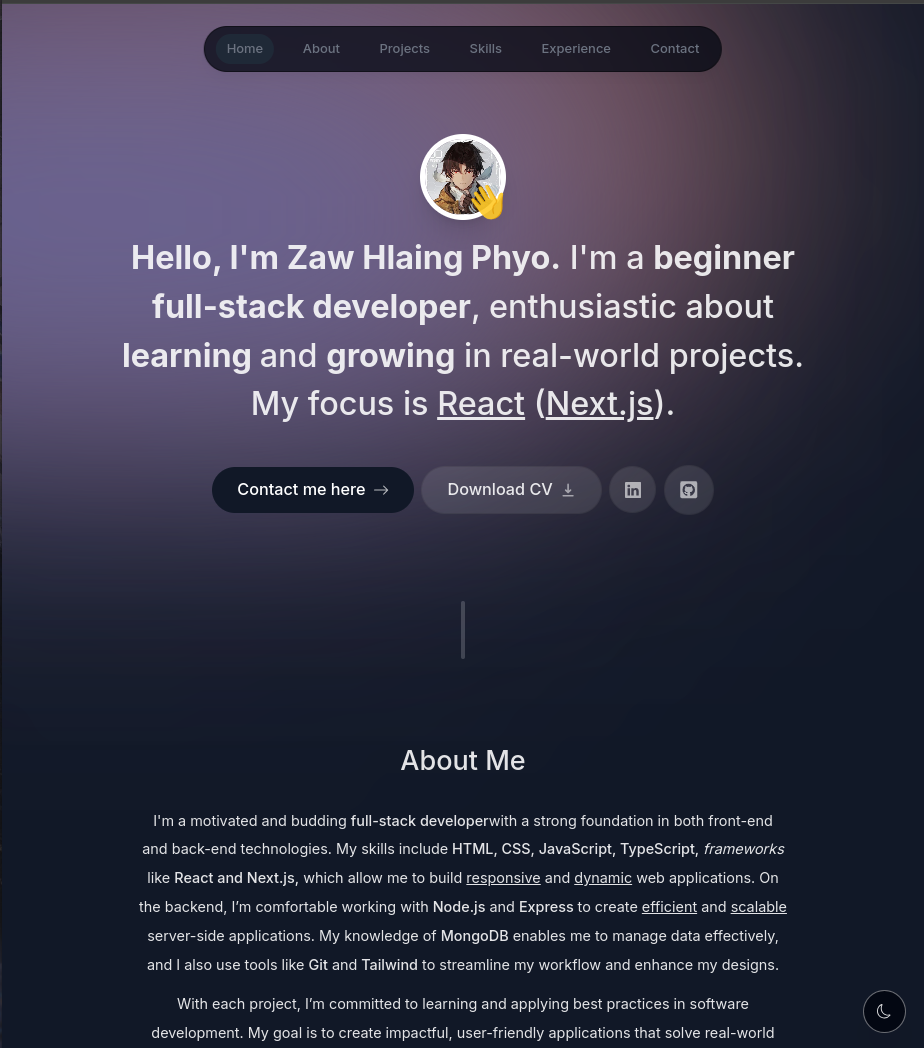 Home About Projects Skills Experience Contact
Hello, I'm Zaw Hlaing Phyo. I'm a beginner
full-stack developer, enthusiastic about
learning and growing in real-world projects.
My focus is React (Next.js).
Contact me here → Download CV
in
About Me
I'm a motivated and budding full-stack developerwith a strong foundation in both front-end
and back-end technologies. My skills include HTML, CSS, JavaScript, TypeScript, frameworks
like React and Next.js, which allow me to build responsive and dynamic web applications. On
the backend, I’m comfortable working with Node.js and Express to create efficient and scalable
server-side applications. My knowledge of MongoDB enables me to manage data effectively,
and I also use tools like Git and Tailwind to streamline my workflow and enhance my designs.
With each project, I’m committed to learning and applying best practices in software
development. My goal is to create impactful, user-friendly applications that solve real-world